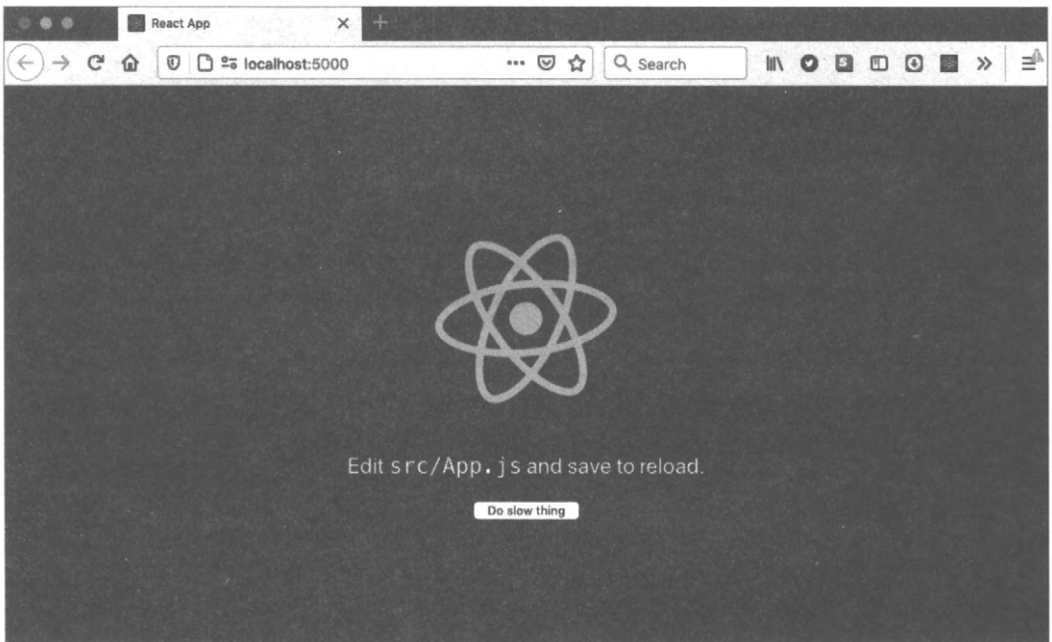 React App
localhost:5000
Search
S
Edit src/App.js and save to reload.
Do slow thing